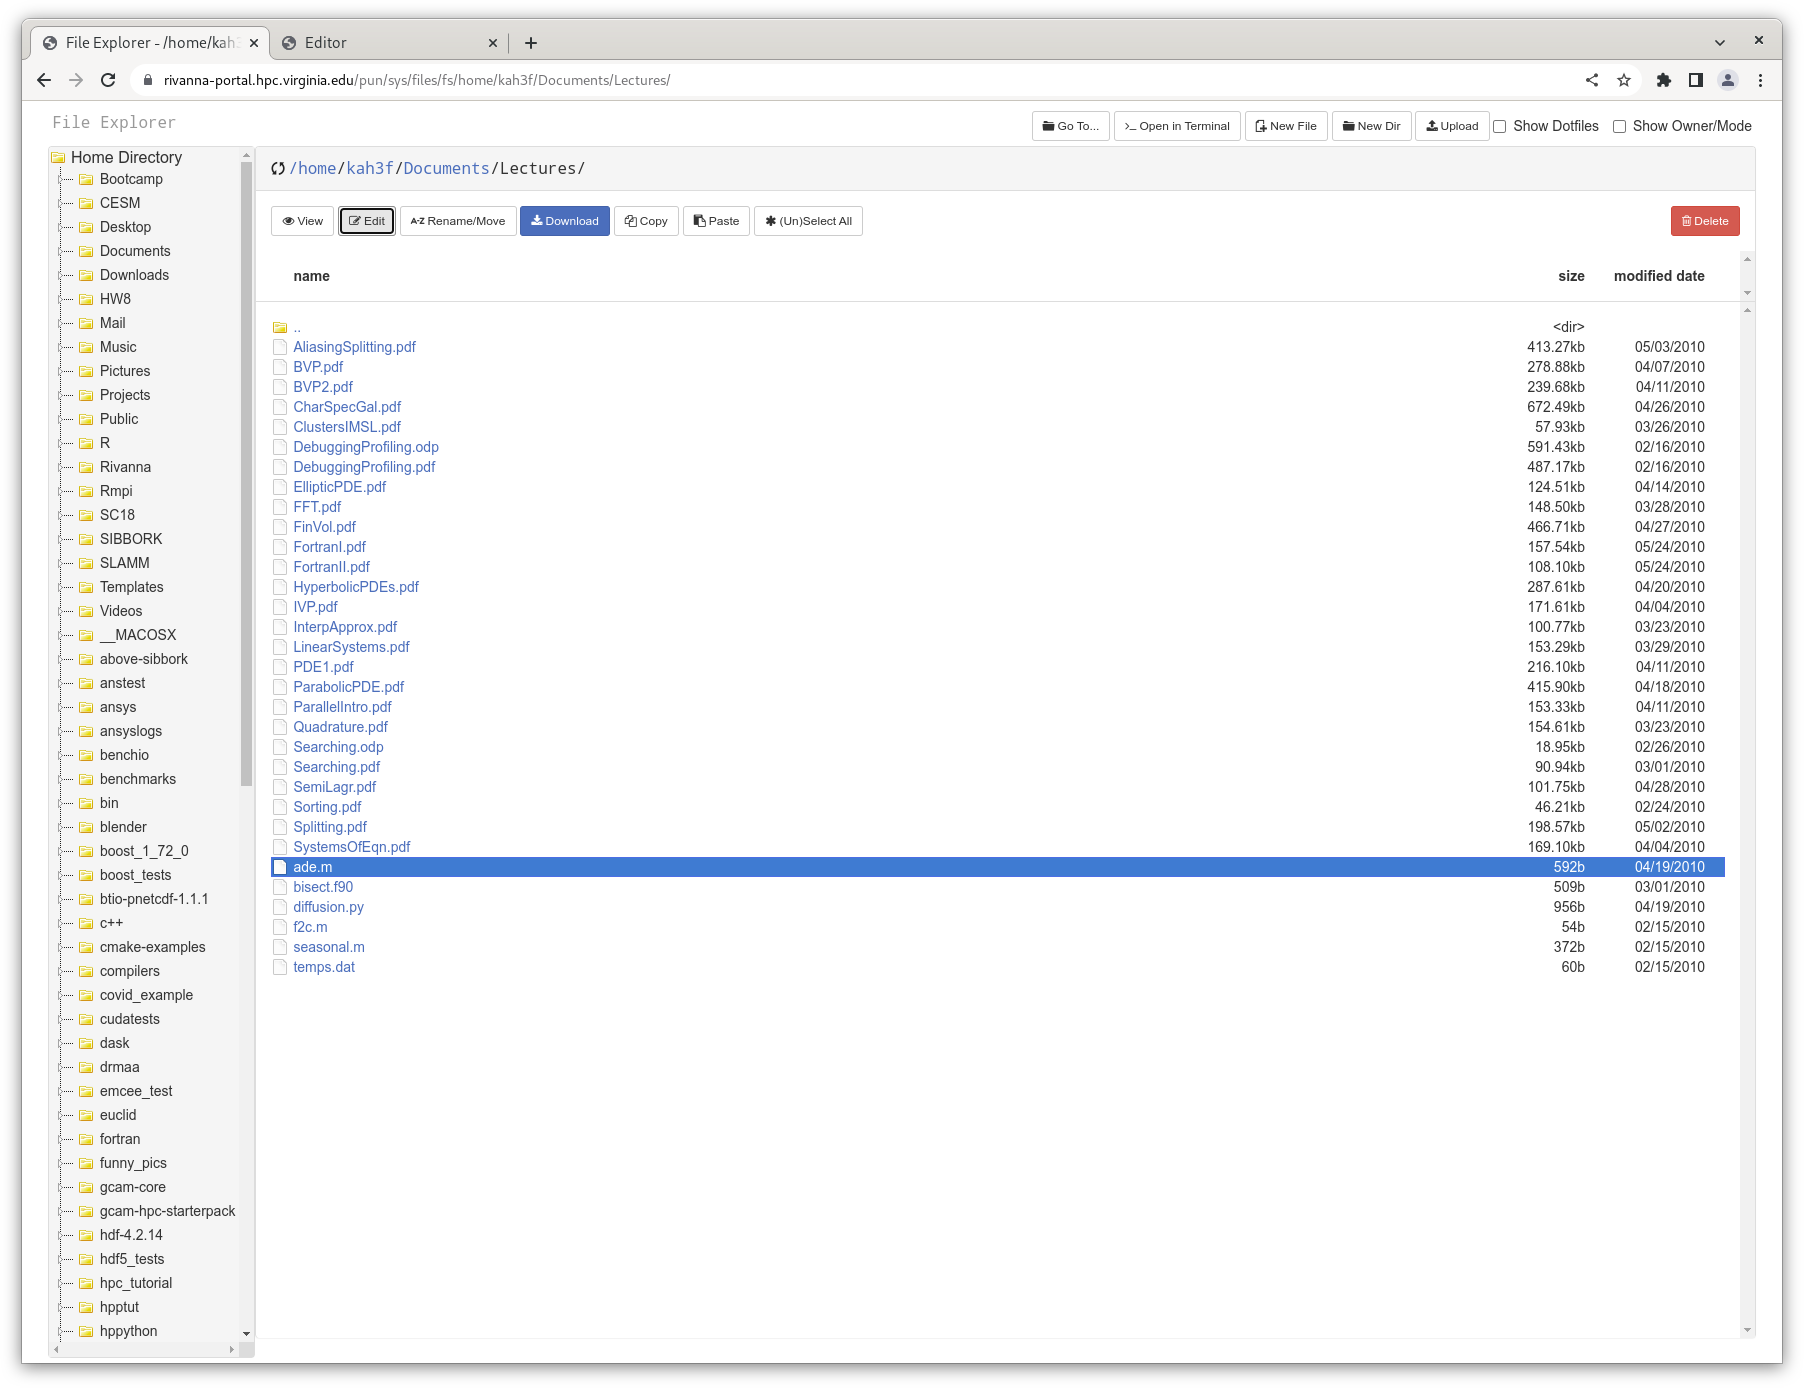 File Explorer - /home/kah3
Editor
rivanna-portal.hpc.virginia.edu/pun/sys/files/fs/home/kah3f/Documents/Lectures/
File Explorer
Go To...
>_ Open in Terminal
New File
New Dir
Upload
Show Dotfiles
Show Owner/Mode
Home Directory
Bootcamp
CESM
Desktop
Documents
Downloads
HW8
Mail
Music
Pictures
Projects
Public
R
Rivanna
Rmpi
SC18
SIBBORK
SLAMM
Templates
Videos
__MACOSX
above-sibbork
anstest
ansys
ansyslogs
benchio
benchmarks
bin
blender
boost_1_72_0
boost_tests
btio-pnetcdf-1.1.1
c++
cmake-examples
compilers
covid_example
cudatests
dask
drmaa
emcee_test
euclid
fortran
funny_pics
gcam-core
gcam-hpc-starterpack
hdf-4.2.14
hdf5_tests
hpc_tutorial
hpptut
hppython
/home/kah3f/Documents/Lectures/
View
Edit
A-Z Rename/Move
Download
Copy
Paste
(Un)Select All
Delete
name size modified date
.. <dir>
AliasingSplitting.pdf 413.27kb 05/03/2010
BVP.pdf 278.88kb 04/07/2010
BVP2.pdf 239.68kb 04/11/2010
CharSpecGal.pdf 672.49kb 04/26/2010
ClustersIMSL.pdf 57.93kb 03/26/2010
DebuggingProfiling.odp 591.43kb 02/16/2010
DebuggingProfiling.pdf 487.17kb 02/16/2010
EllipticPDE.pdf 124.51kb 04/14/2010
FFT.pdf 148.50kb 03/28/2010
FinVol.pdf 466.71kb 04/27/2010
FortranI.pdf 157.54kb 05/24/2010
FortranII.pdf 108.10kb 05/24/2010
HyperbolicPDEs.pdf 287.61kb 04/20/2010
IVP.pdf 171.61kb 04/04/2010
InterpApprox.pdf 100.77kb 03/23/2010
LinearSystems.pdf 153.29kb 03/29/2010
PDE1.pdf 216.10kb 04/11/2010
ParabolicPDE.pdf 415.90kb 04/18/2010
ParallelIntro.pdf 153.33kb 04/11/2010
Quadrature.pdf 154.61kb 03/23/2010
Searching.odp 18.95kb 02/26/2010
Searching.pdf 90.94kb 03/01/2010
SemiLagr.pdf 101.75kb 04/28/2010
Sorting.pdf 46.21kb 02/24/2010
Splitting.pdf 198.57kb 05/02/2010
SystemsOfEqn.pdf 169.10kb 04/04/2010
ade.m 592b 04/19/2010
bisect.f90 509b 03/01/2010
diffusion.py 956b 04/19/2010
f2c.m 54b 02/15/2010
seasonal.m 372b 02/15/2010
temps.dat 60b 02/15/2010